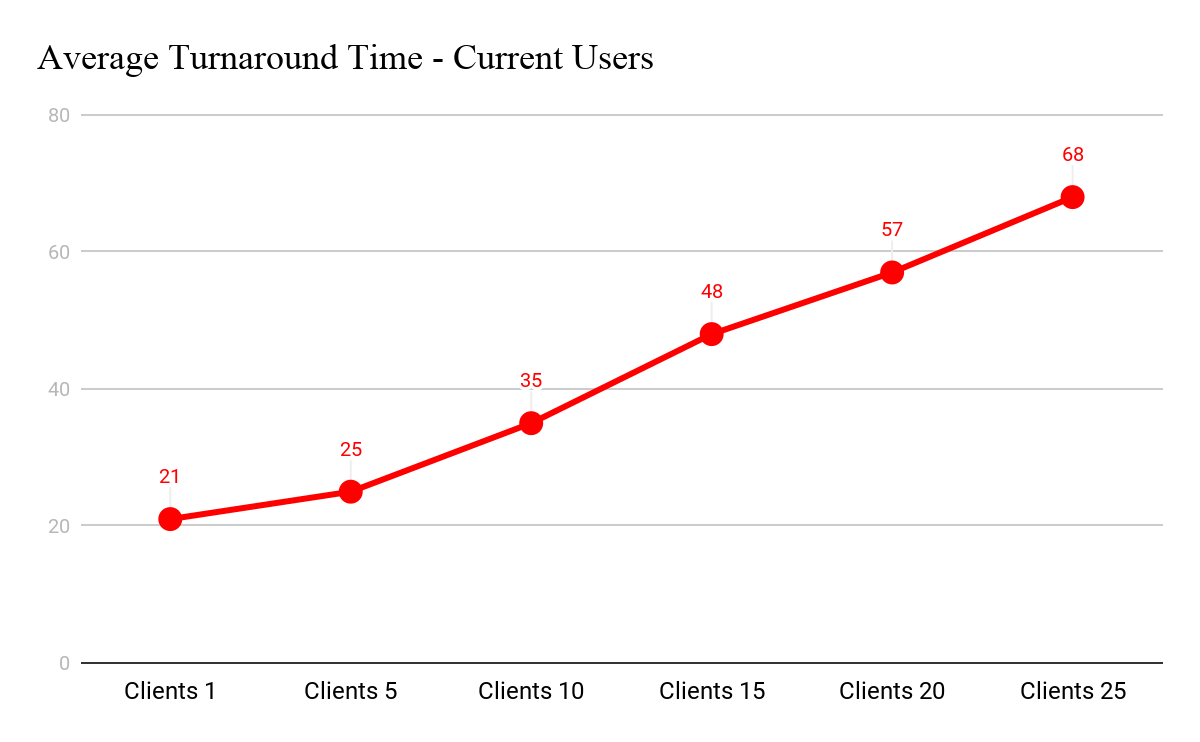 Average Turnaround Time - Current Users
80
60
40
20
0
21
25
35
48
57
68
Clients 1
Clients 5
Clients 10
Clients 15
Clients 20
Clients 25